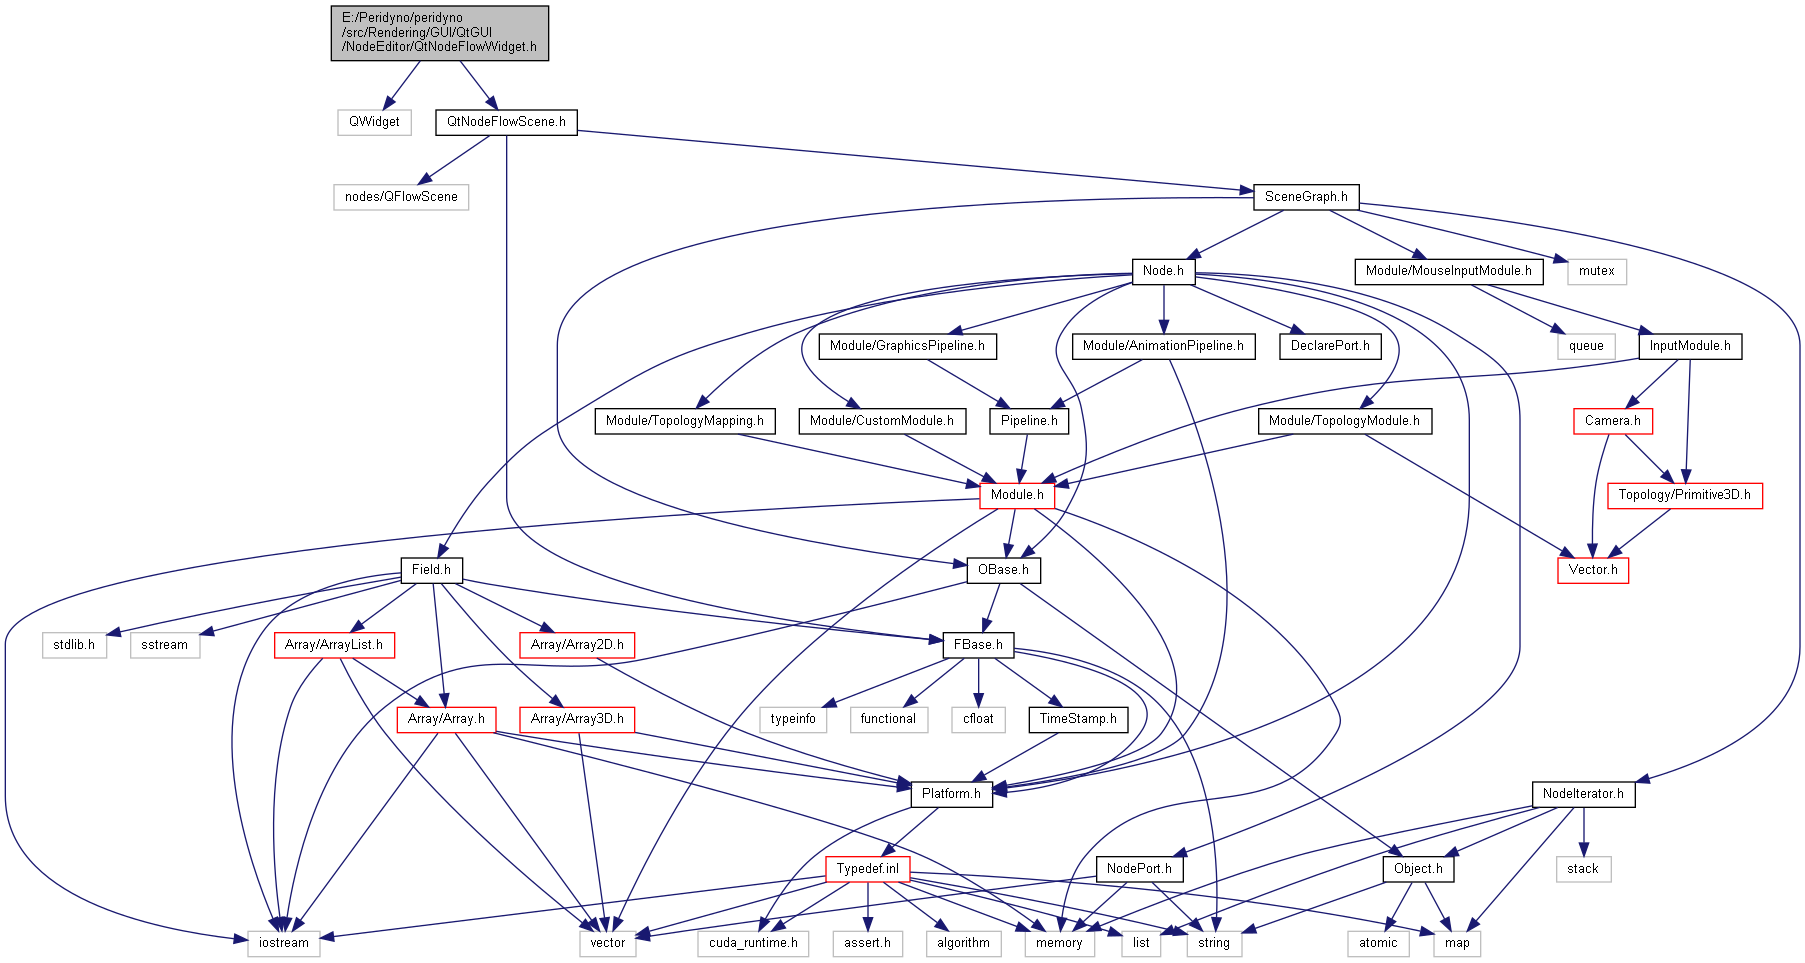 E:/Peridyno/peridyno
/src/Rendering/GUI/QtGUI
/NodeEditor/QtNodeFlowWidget.h
QWidget
QtNodeFlowScene.h
nodes/QFlowScene
SceneGraph.h
Node.h
Module/MouseInputModule.h
mutex
Module/GraphicsPipeline.h
Module/AnimationPipeline.h
DeclarePort.h
queue
InputModule.h
Module/TopologyMapping.h
Module/CustomModule.h
Pipeline.h
Module/TopologyModule.h
Camera.h
Module.h
Topology/Primitive3D.h
Field.h
OBase.h
Vector.h
stdlib.h
sstream
Array/ArrayList.h
Array/Array2D.h
FBase.h
Array/Array.h
Array/Array3D.h
typeinfo
functional
cfloat
TimeStamp.h
Platform.h
NodeIterator.h
Typedef.inl
NodePort.h
Object.h
stack
iostream
vector
cuda_runtime.h
assert.h
algorithm
memory
list
string
atomic
map